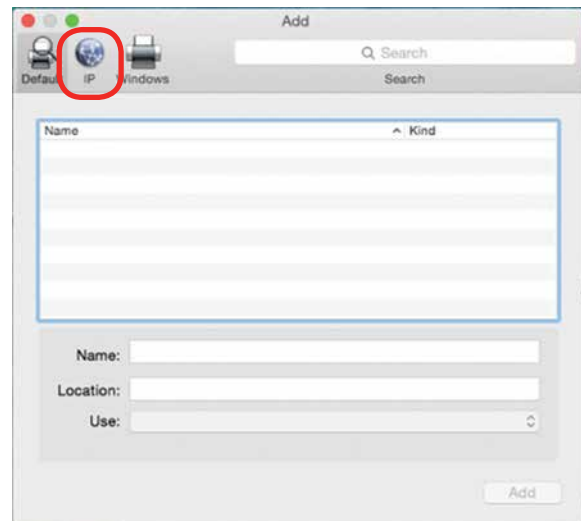 Add
Search
Default IP Windows
Search
Name Kind
Name:
Location:
Use:
Add